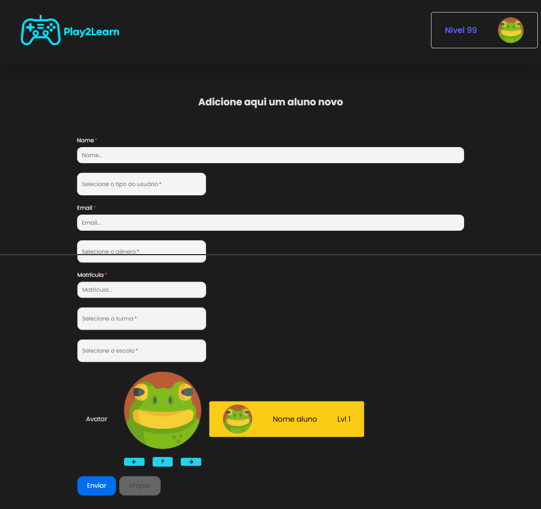 Play2Learn
Nível 99
Adicione aqui um aluno novo
Nome*
Nome...
Selecione o tipo do usuário*
Email*
Email...
Selecione o gênero*
Matrícula*
Matrícula...
Selecione a turma*
Selecione a escola*
Avatar
Nome aluno
Lvl 1
← ? →
Enviar
Limpar